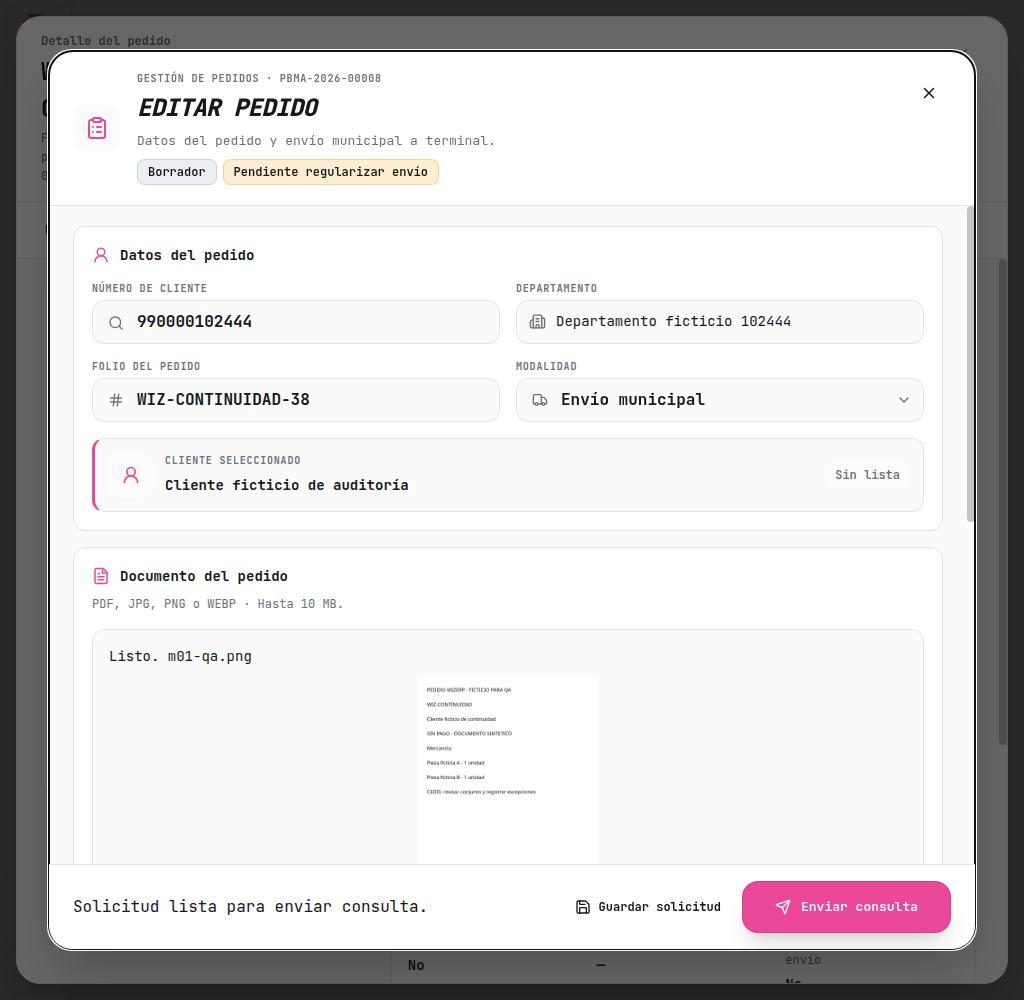 Detalle del pedido
GESTIÓN DE PEDIDOS · PBMA-2026-00008
EDITAR PEDIDO
Datos del pedido y envío municipal a terminal.
Borrador
Pendiente regularizar envío
Datos del pedido
NÚMERO DE CLIENTE
DEPARTAMENTO
990000102444
Departamento ficticio 102444
FOLIO DEL PEDIDO
MODALIDAD
WIZ-CONTINUIDAD-38
Envío municipal
CLIENTE SELECCIONADO
Cliente ficticio de auditoría
Sin lista
Documento del pedido
PDF, JPG, PNG o WEBP · Hasta 10 MB.
Listo. m01-qa.png
PEDIDO WIZERP - FICTICIO PARA QA
WIZ-CONTINUIDAD
Cliente ficticio de continuidad
SIN PAGO - DOCUMENTO SINTETICO
Mercancia:
Pieza ficticia A - 1 unidad
Pieza ficticia B - 1 unidad
CEDIS: revisar conjunto y registrar excepciones
Solicitud lista para enviar consulta.
Guardar solicitud
Enviar consulta
envío
No
—
No